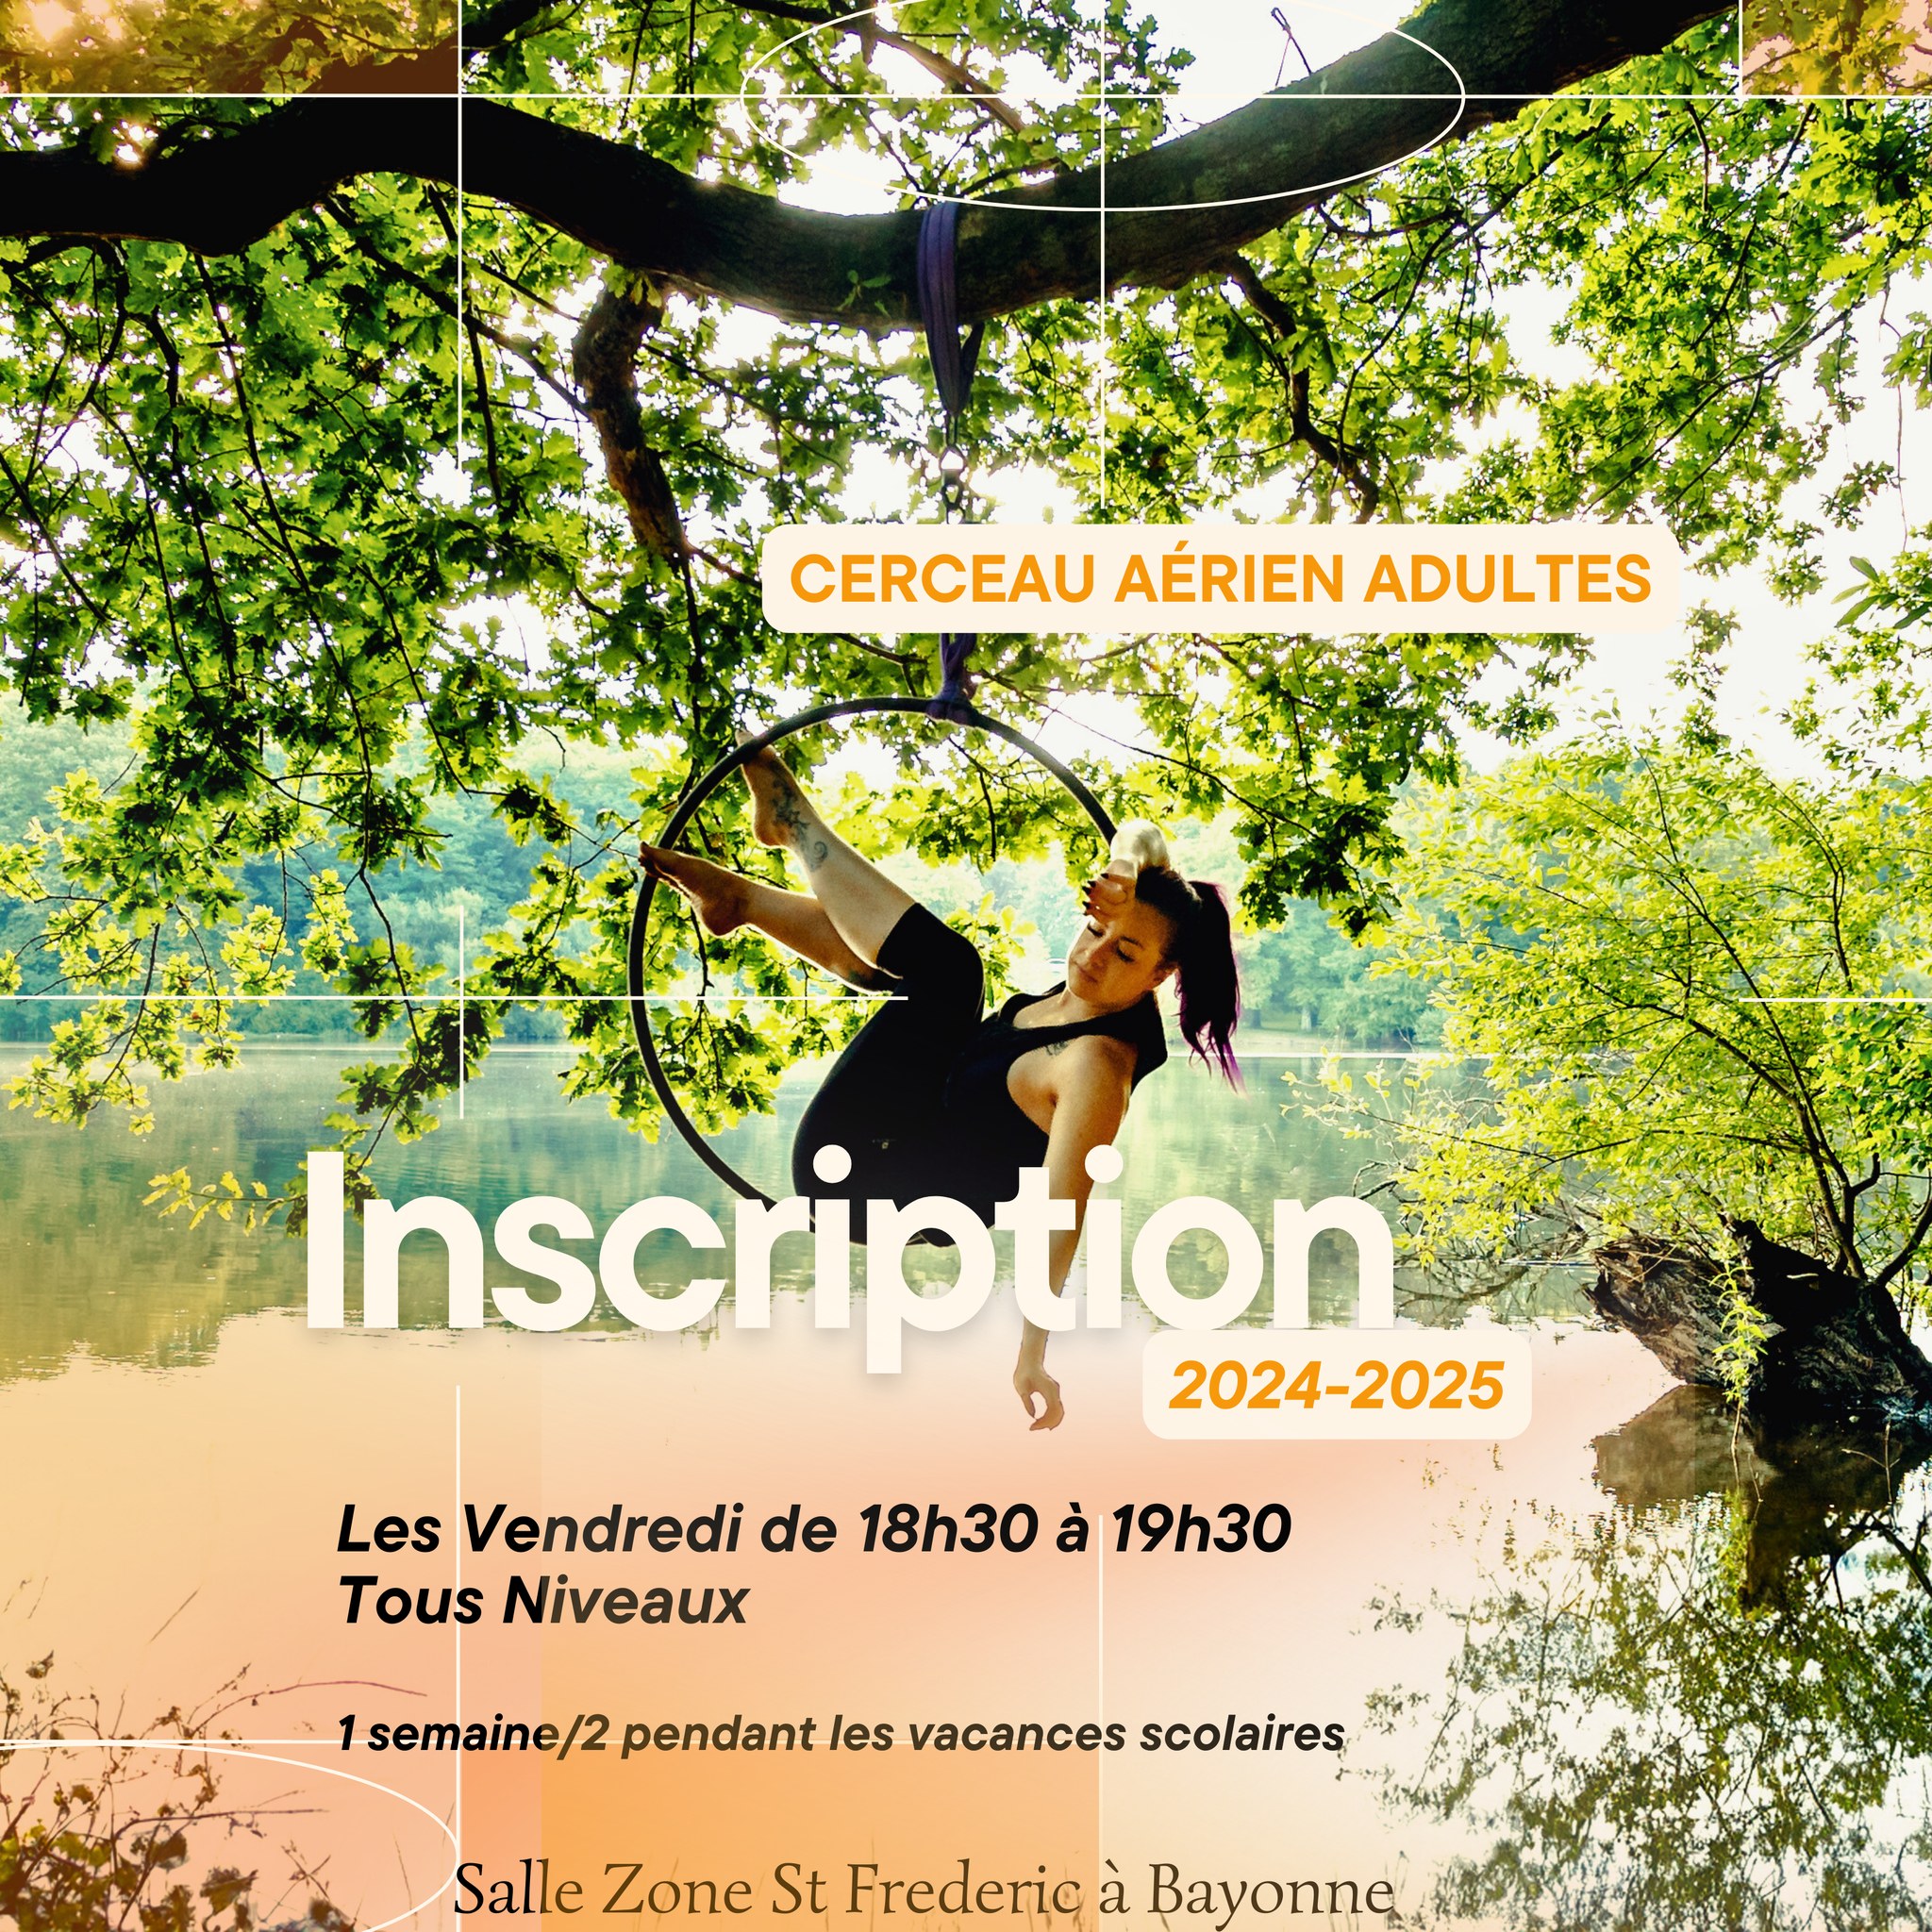 CERCEAU AÉRIEN ADULTES
Inscription
2024-2025
Les Vendredi de 18h30 à 19h30
Tous Niveaux
1 semaine/2 pendant les vacances scolaires
Salle Zone St Frederic à Bayonne